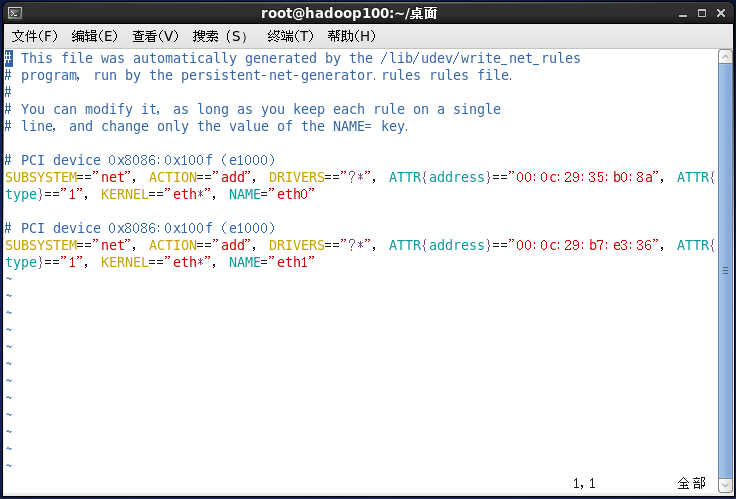 root@hadoop100:~/桌面
文件(F) 编辑(E) 查看(V) 搜索 (S) 终端(T) 帮助(H)
# This file was automatically generated by the /lib/udev/write_net_rules
# program, run by the persistent-net-generator.rules rules file.
#
# You can modify it, as long as you keep each rule on a single
# line, and change only the value of the NAME= key.
# PCI device 0x8086:0x100f (e1000)
SUBSYSTEM=="net", ACTION=="add", DRIVERS=="?*", ATTR{address}=="00:0c:29:35:b0:8a", ATTR{
type}=="1", KERNEL=="eth*", NAME="eth0"
# PCI device 0x8086:0x100f (e1000)
SUBSYSTEM=="net", ACTION=="add", DRIVERS=="?*", ATTR{address}=="00:0c:29:b7:e3:36", ATTR{
type}=="1", KERNEL=="eth*", NAME="eth1"
~
~
~
~
~
~
~
~
~
~
~
~
1,1 全部